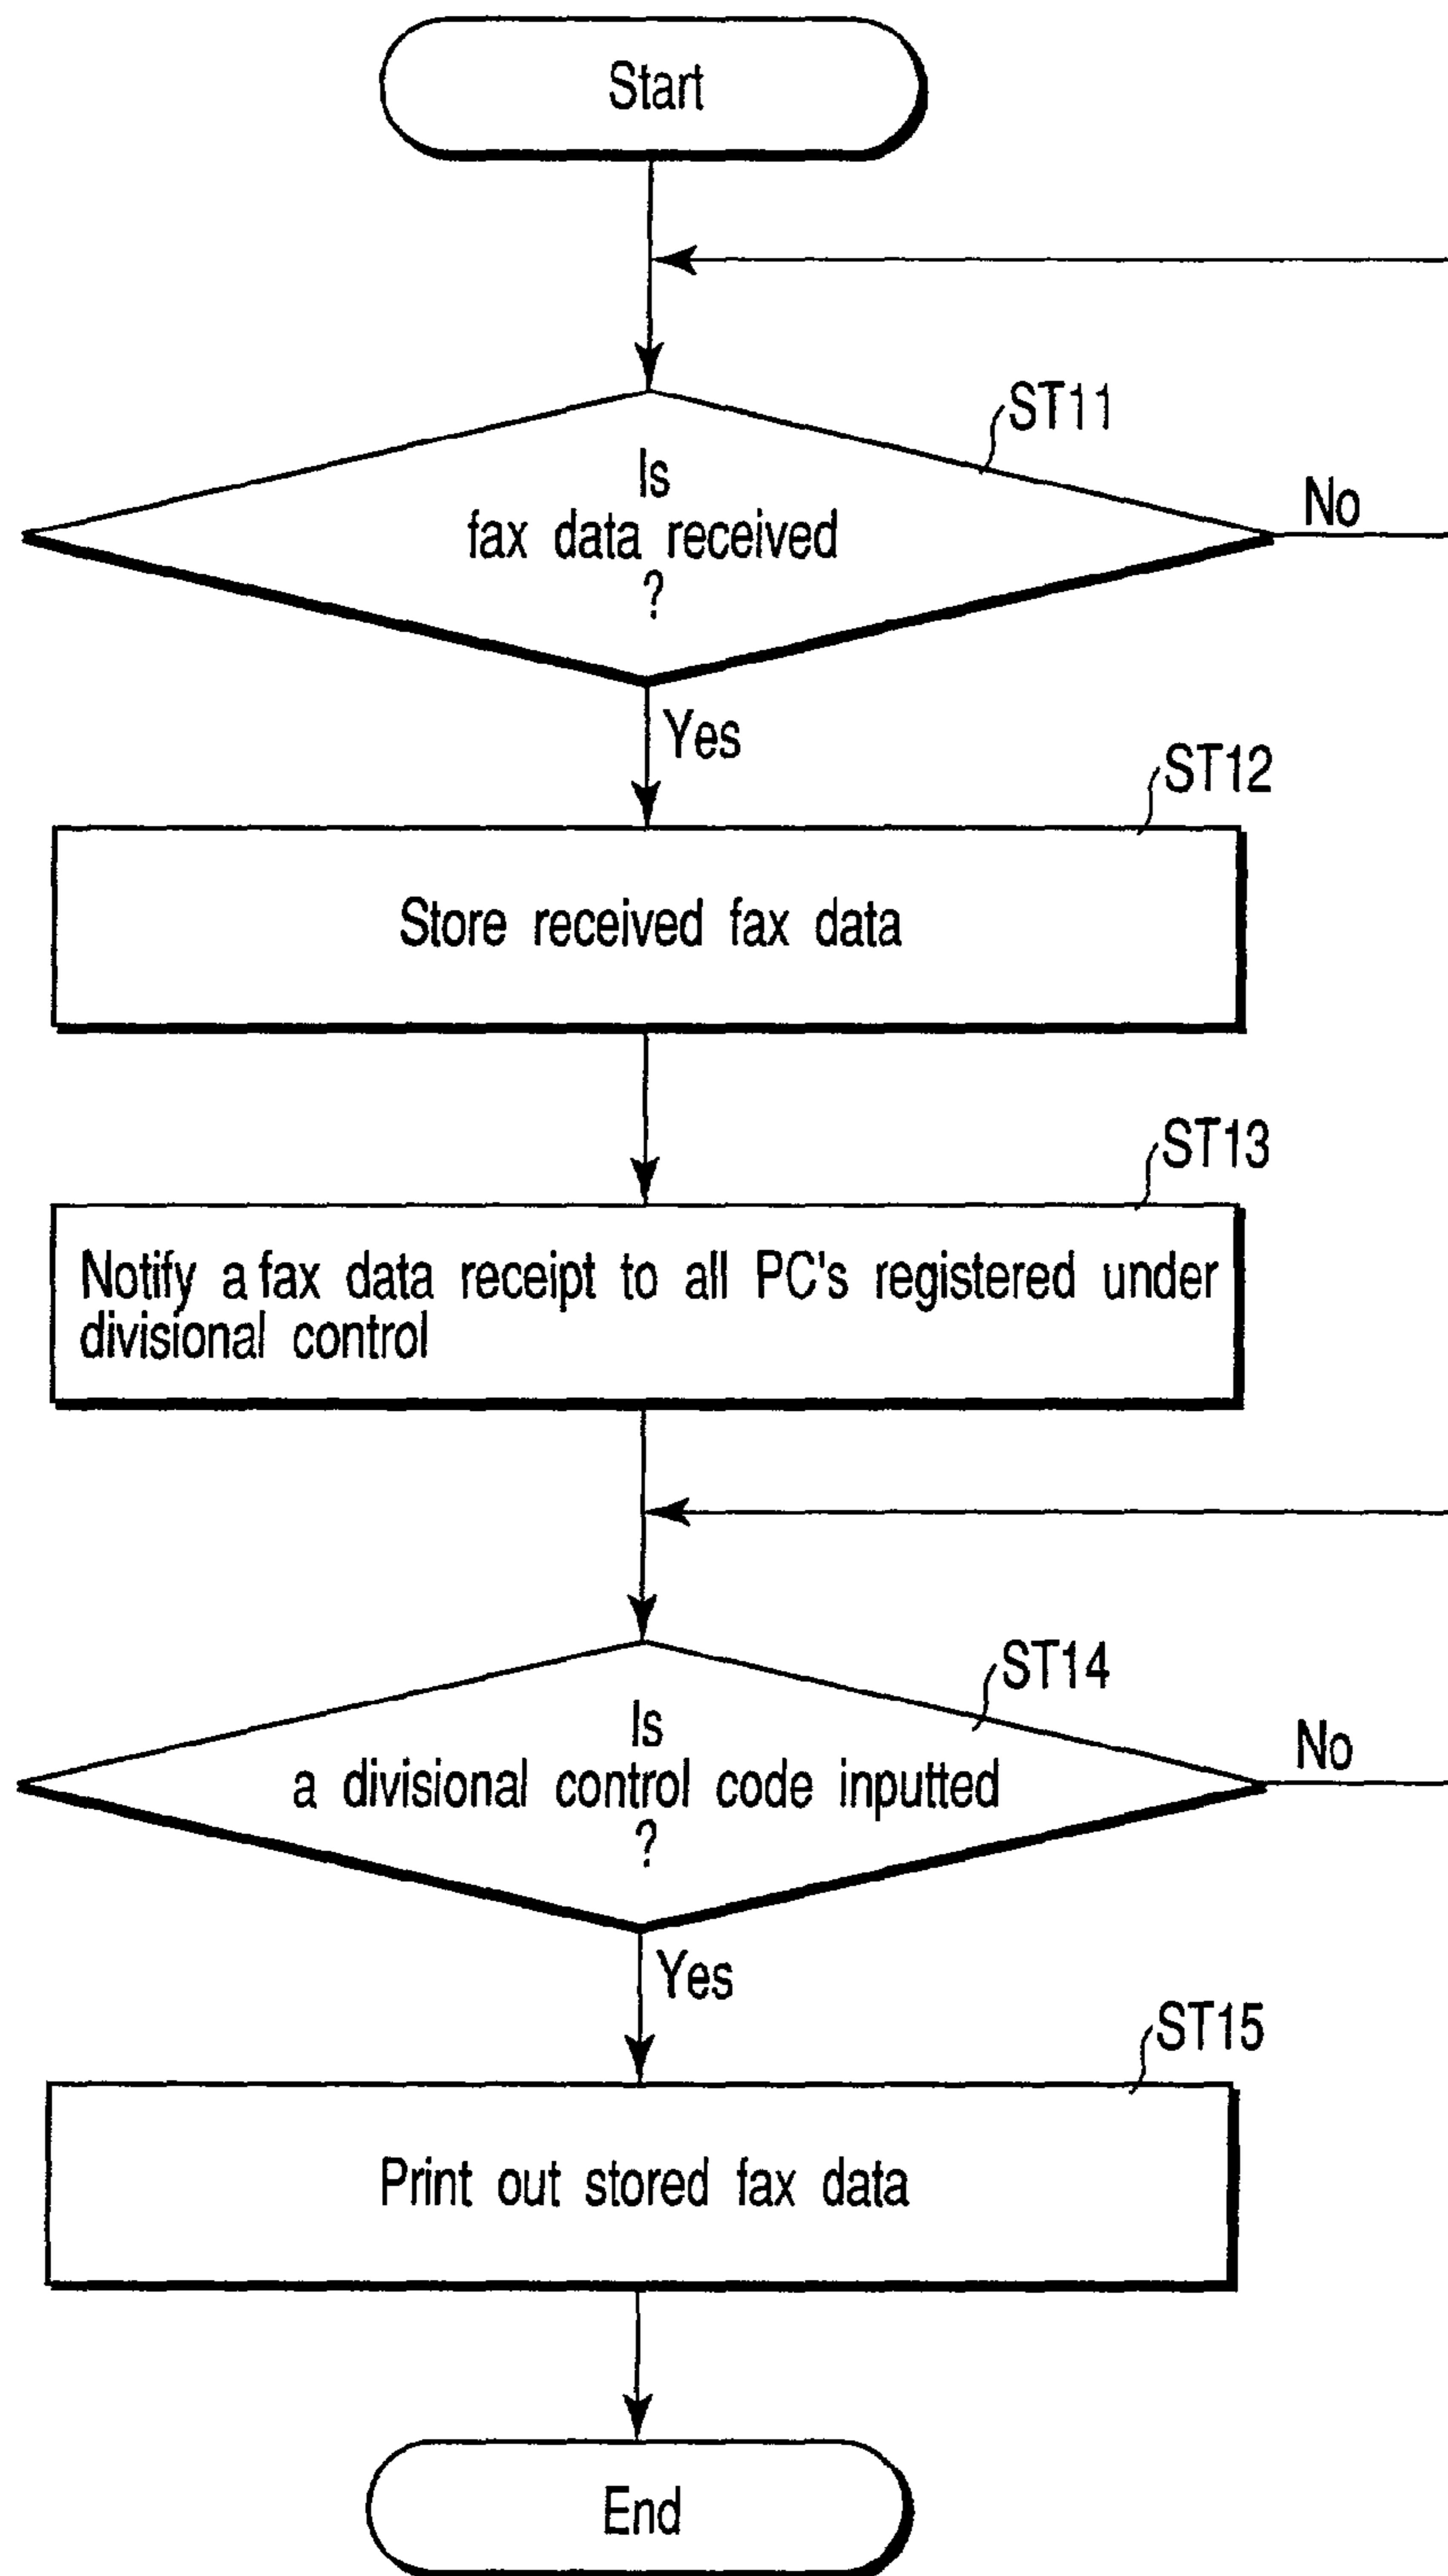 Start
ST11
Is
fax data received
?
No
Yes
ST12
Store received fax data
ST13
Notify a fax data receipt to all PC's registered under
divisional control
ST14
Is
a divisional control code inputted
?
No
Yes
ST15
Print out stored fax data
End